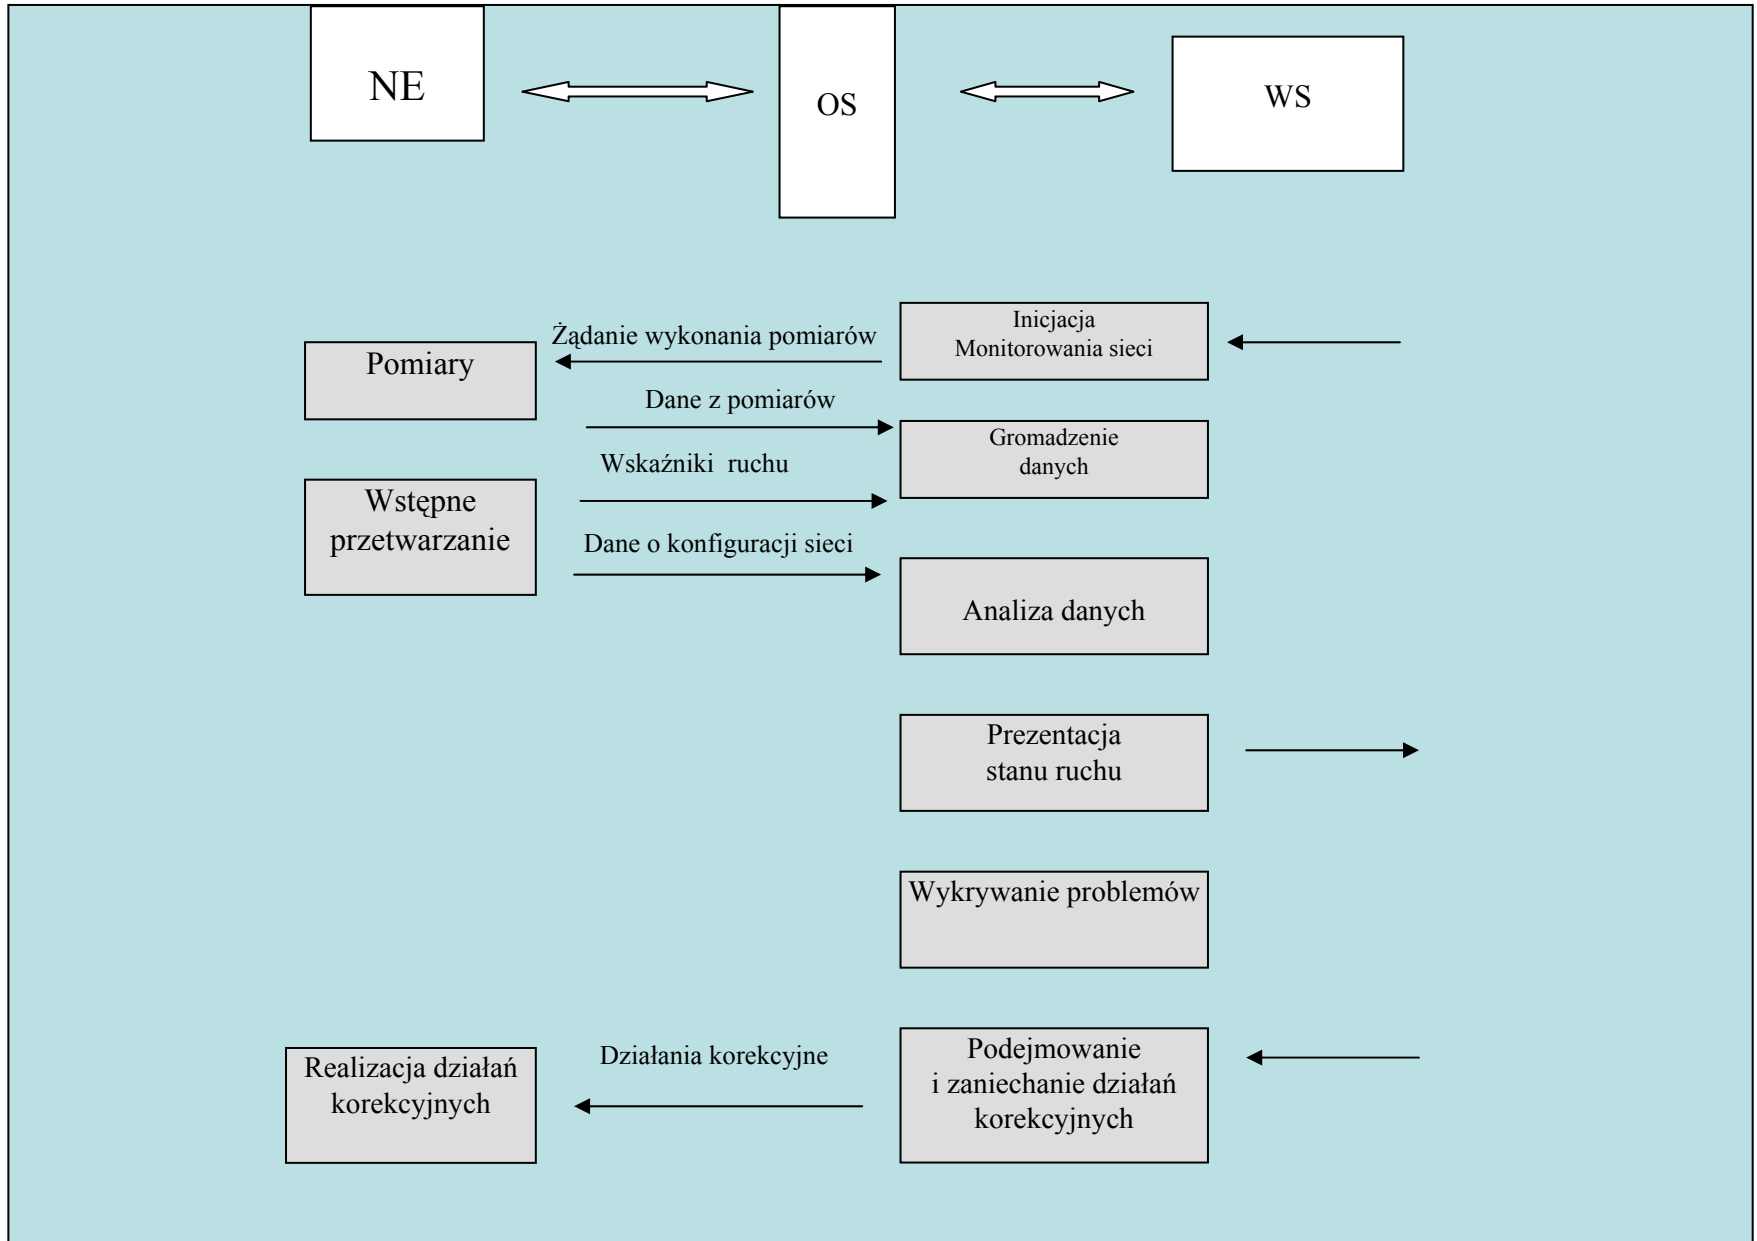 NE
OS
WS
Inicjacja
Monitorowania sieci
Żądanie wykonania pomiarów
Pomiary
Dane z pomiarów
Gromadzenie
danych
Wskaźniki  ruchu
Wstępne
przetwarzanie
Dane o konfiguracji sieci
Analiza danych
Prezentacja
stanu ruchu
Wykrywanie problemów
Działania korekcyjne
Realizacja działań
korekcyjnych
Podejmowanie
i zaniechanie działań
korekcyjnych